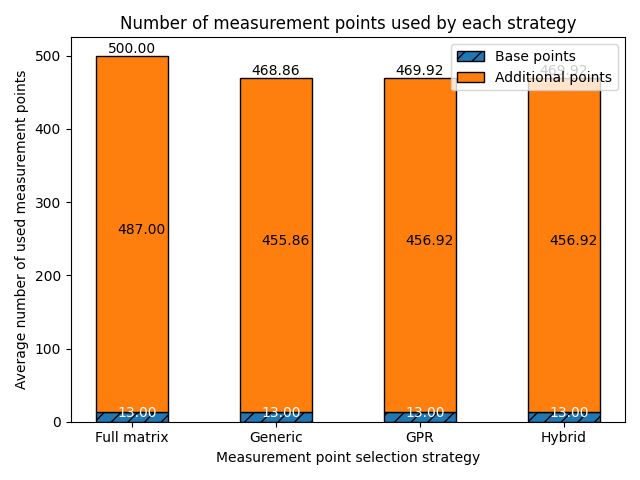 Number of measurement points used by each strategy
Average number of used measurement points
500
400
300
200
100
0
Base points
Additional points
500.00
468.86
469.92
469.92
487.00
455.86
456.92
456.92
13.00
13.00
13.00
13.00
Full matrix
Generic
GPR
Hybrid
Measurement point selection strategy